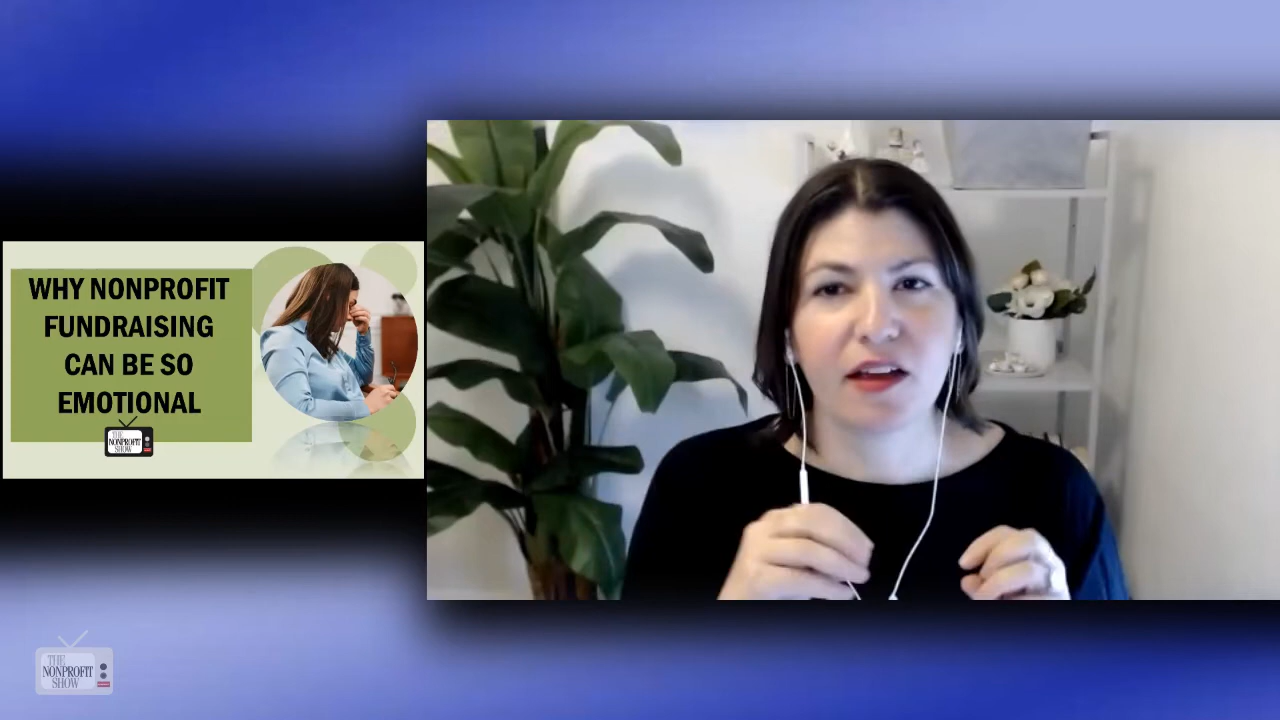 WHY NONPROFIT
FUNDRAISING
CAN BE SO
EMOTIONAL
THE
NONPROFIT
SHOW
THE
NONPROFIT
SHOW